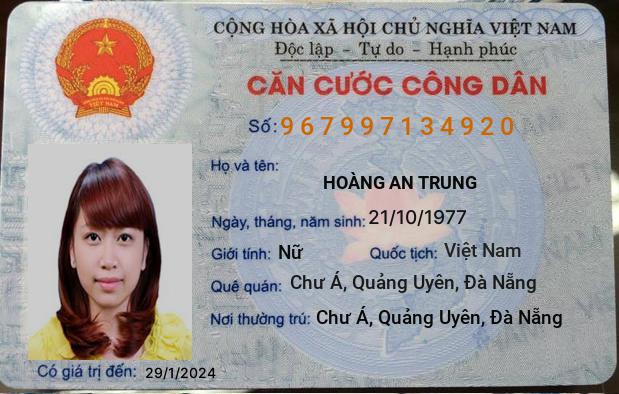 CỘNG HÒA XÃ HỘI CHỦ NGHĨA VIỆT NAM
Độc lập - Tự do - Hạnh phúc
CĂN CƯỚC CÔNG DÂN
Số: 967997134920
Họ và tên:
HOÀNG AN TRUNG
Ngày, tháng, năm sinh: 21/10/1977
Giới tính: Nữ Quốc tịch: Việt Nam
Quê quán: Chư Á, Quảng Uyên, Đà Nẵng
Nơi thường trú: Chư Á, Quảng Uyên, Đà Nẵng
Có giá trị đến: 29/1/2024
VIỆT NAM